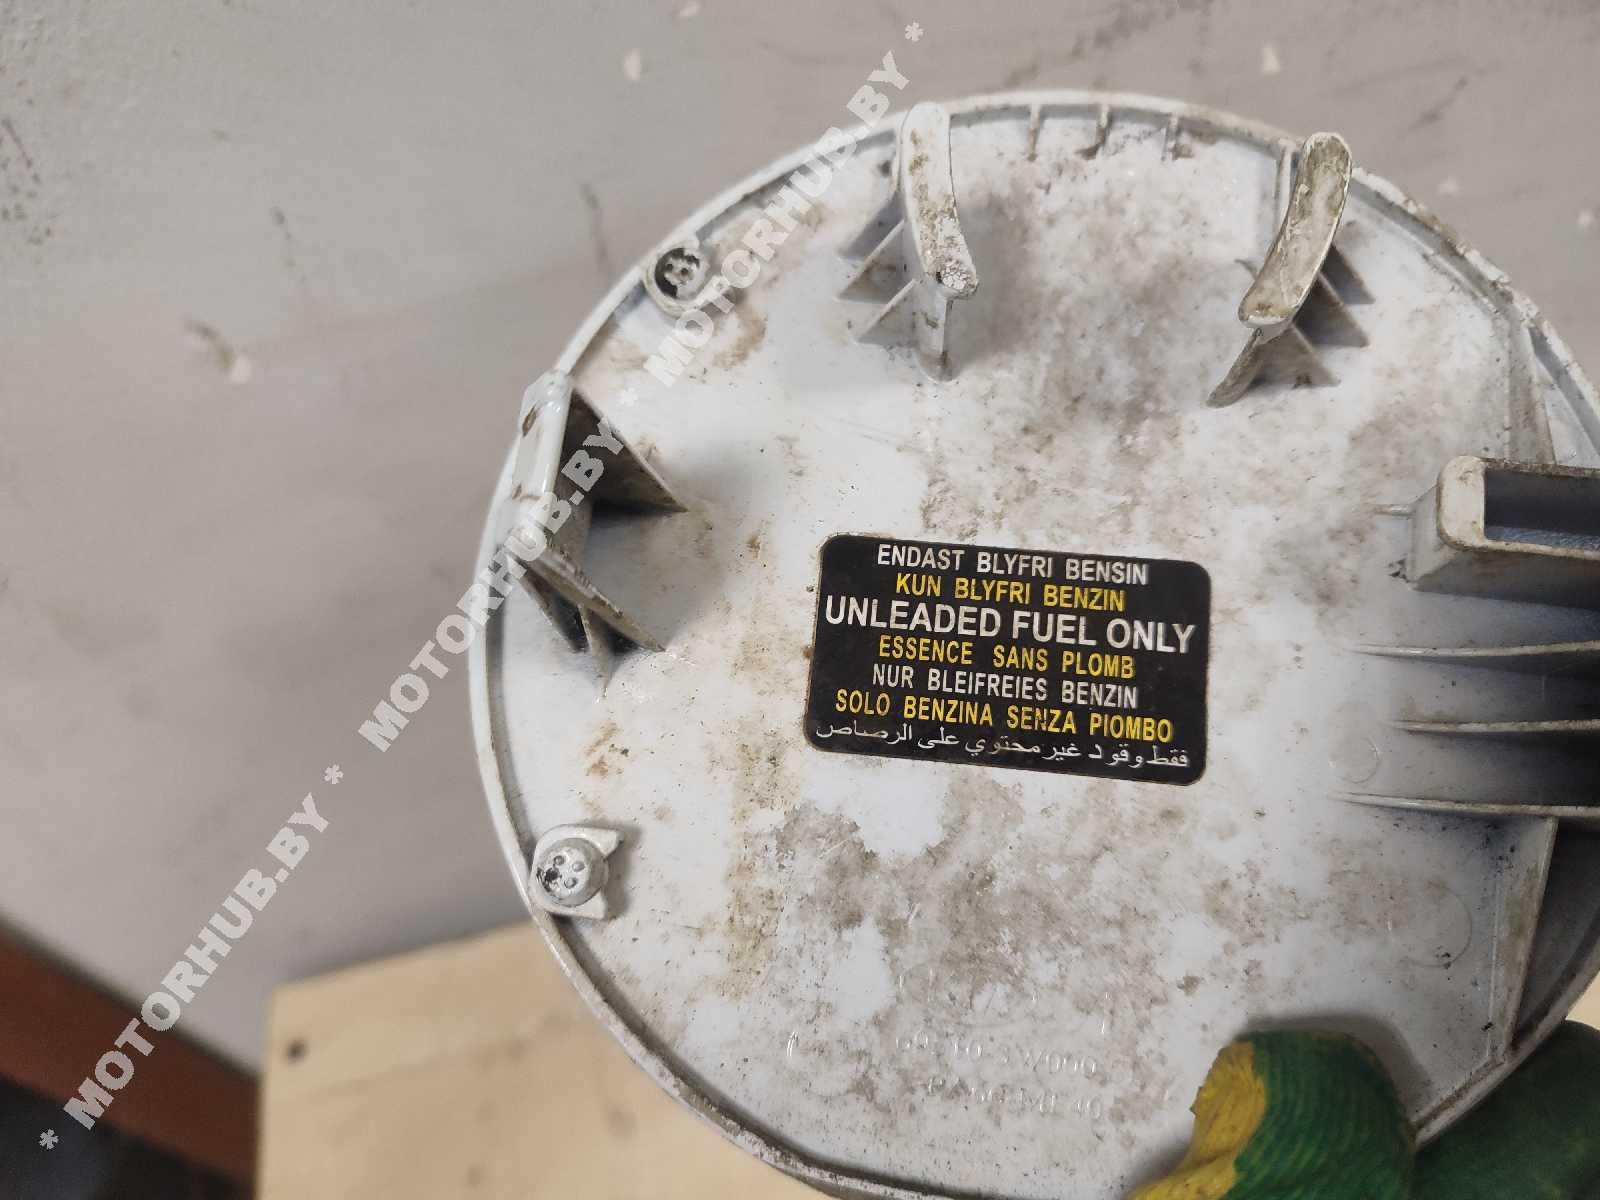 ENDAST BLYFRI BENSIN
KUN BLYFRI BENZIN
UNLEADED FUEL ONLY
ESSENCE SANS PLOMB
NUR BLEIFREIES BENZIN
SOLO BENZINA SENZA PIOMBO
فقط وقود غير محتوي على الرصاص
* MOTORHUB.BY * MOTORHUB.BY * MOTORHUB.BY *